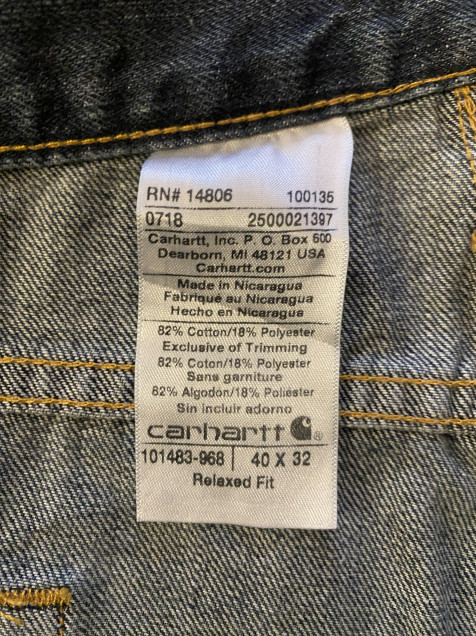 RN# 14806 100135
0718 2500021397
Carhartt, Inc. P. O. Box 600
Dearborn, MI 48121 USA
Carhartt.com
Made in Nicaragua
Fabriqué au Nicaragua
Hecho en Nicaragua
82% Cotton/18% Polyester
Exclusive of Trimming
82% Coton/18% Polyester
Sans garniture
82% Algodon/18% Poliéster
Sin incluir adorno
carhartt ®
101483-968 | 40 X 32
Relaxed Fit